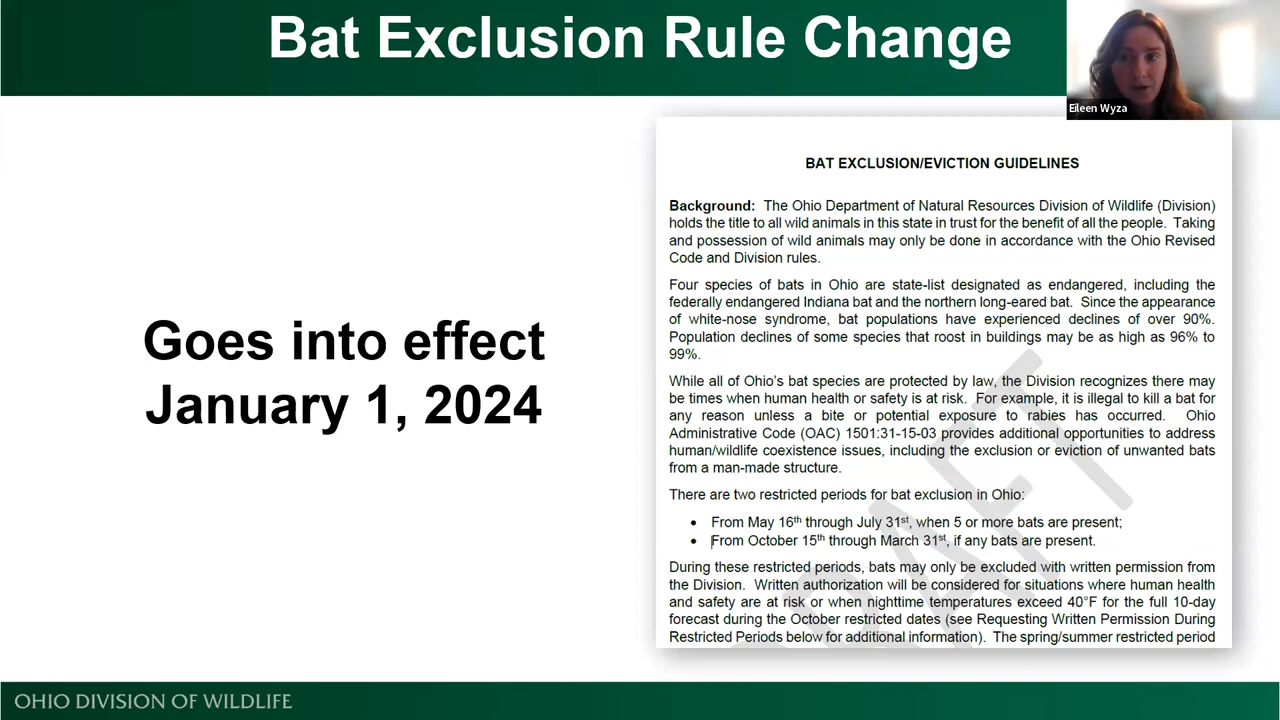 Bat Exclusion Rule Change
Eileen Wyza
Goes into effect
January 1, 2024
BAT EXCLUSION/EVICTION GUIDELINES
Background: The Ohio Department of Natural Resources Division of Wildlife (Division)
holds the title to all wild animals in this state in trust for the benefit of all the people. Taking
and possession of wild animals may only be done in accordance with the Ohio Revised
Code and Division rules.
Four species of bats in Ohio are state-list designated as endangered, including the
federally endangered Indiana bat and the northern long-eared bat. Since the appearance
of white-nose syndrome, bat populations have experienced declines of over 90%.
Population declines of some species that roost in buildings may be as high as 96% to
99%.
While all of Ohio's bat species are protected by law, the Division recognizes there may
be times when human health or safety is at risk. For example, it is illegal to kill a bat for
any reason unless a bite or potential exposure to rabies has occurred. Ohio
Administrative Code (OAC) 1501:31-15-03 provides additional opportunities to address
human/wildlife coexistence issues, including the exclusion or eviction of unwanted bats
from a man-made structure.
There are two restricted periods for bat exclusion in Ohio:
• From May 16th through July 31st, when 5 or more bats are present;
• From October 15th through March 31st, if any bats are present.
During these restricted periods, bats may only be excluded with written permission from
the Division. Written authorization will be considered for situations where human health
and safety are at risk or when nighttime temperatures exceed 40°F for the full 10-day
forecast during the October restricted dates (see Requesting Written Permission During
Restricted Periods below for additional information). The spring/summer restricted period
DRAFT
OHIO DIVISION OF WILDLIFE